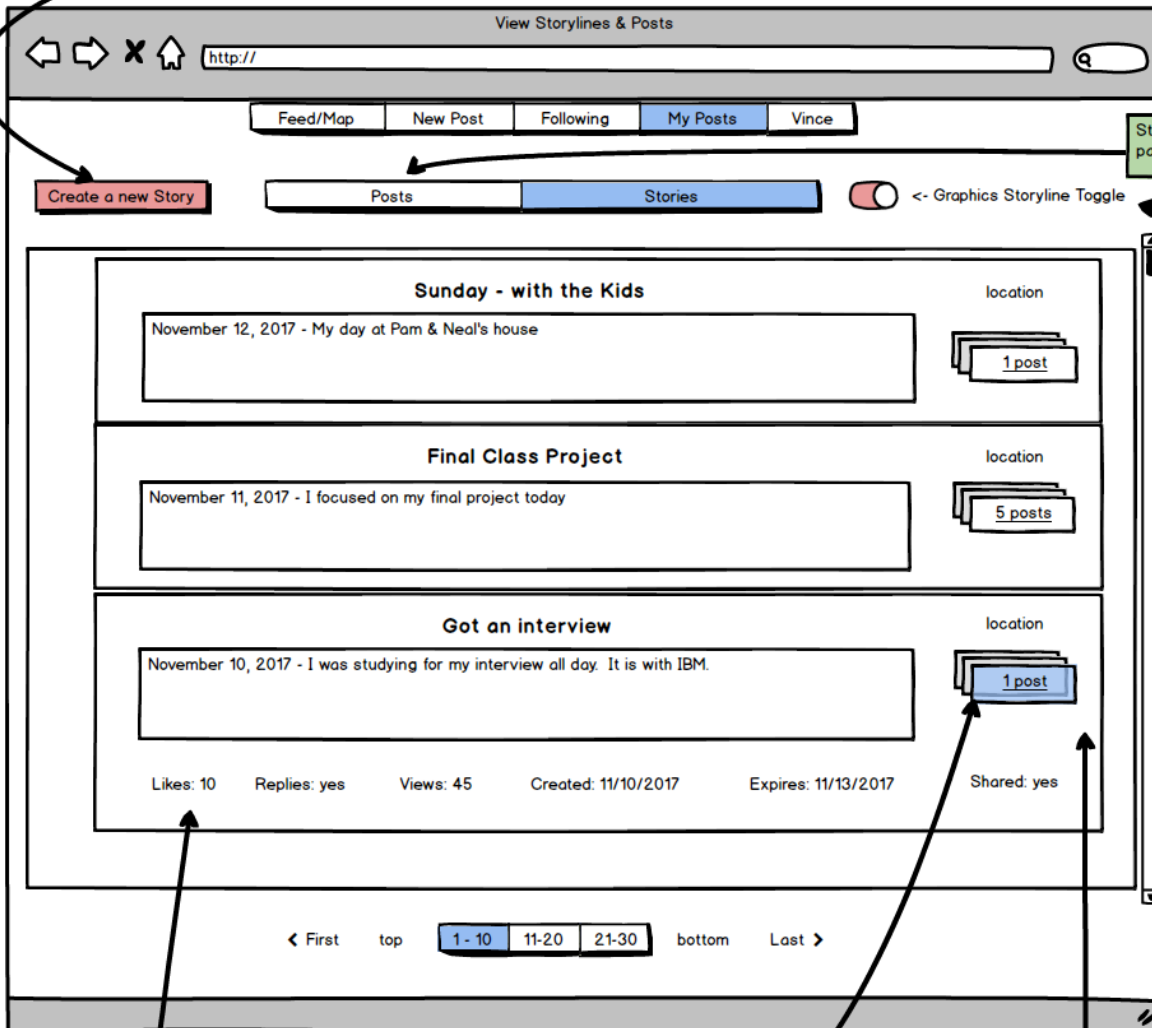 View Storylines & Posts
http://
Feed/Map New Post Following My Posts Vince
Create a new Story Posts Stories <- Graphics Storyline Toggle
Sunday - with the Kids location
November 12, 2017 - My day at Pam & Neal's house
1 post
Final Class Project location
November 11, 2017 - I focused on my final project today
5 posts
Got an interview location
November 10, 2017 - I was studying for my interview all day. It is with IBM.
1 post
Likes: 10 Replies: yes Views: 45 Created: 11/10/2017 Expires: 11/13/2017 Shared: yes
First top 1 - 10 11-20 21-30 bottom Last